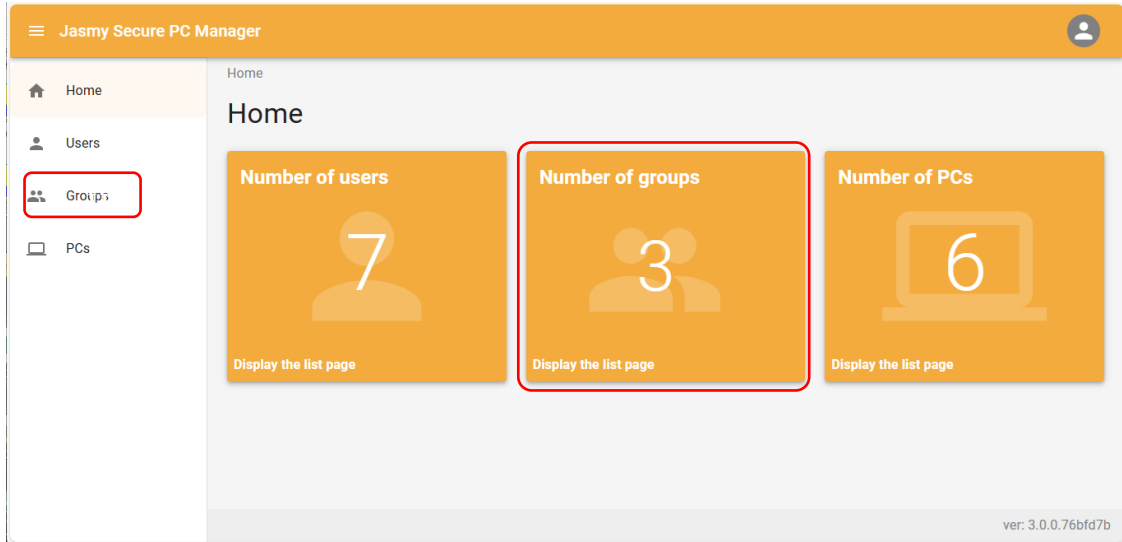 Jasmy Secure PC Manager
Home
Users
Groups
PCs
Home
Home
Number of users
7
Display the list page
Number of groups
3
Display the list page
Number of PCs
6
Display the list page
ver: 3.0.0.76bfd7b